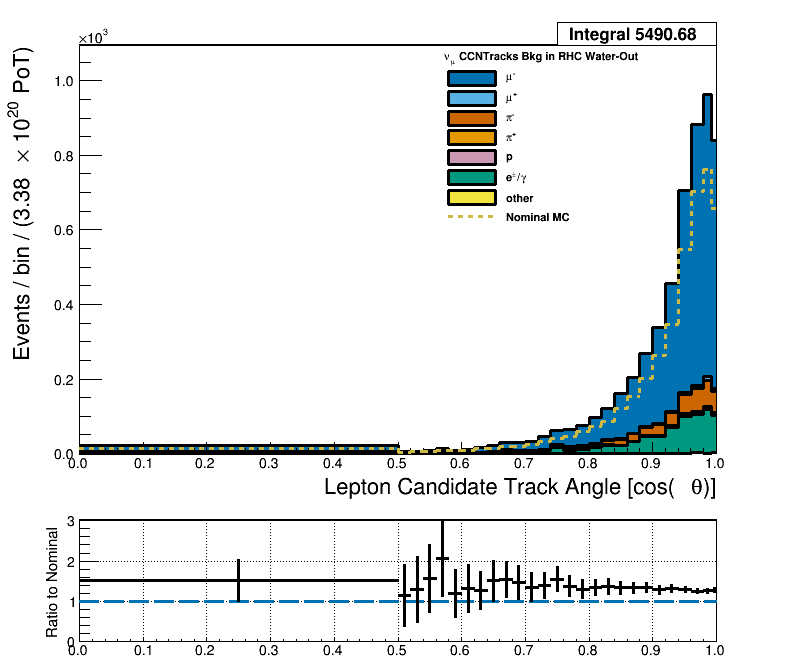 Integral 5490.68
×10³
ν_μ CCNTracks Bkg in RHC Water-Out
μ⁻
μ⁺
π⁻
π⁺
p
e^±/γ
other
Nominal MC
Events / bin / (3.38 × 10²⁰ PoT)
1.0
0.8
0.6
0.4
0.2
0.0
0.0 0.1 0.2 0.3 0.4 0.5 0.6 0.7 0.8 0.9 1.0
Lepton Candidate Track Angle [cos( θ)]
Ratio to Nominal
3
2
1
0
0.0 0.1 0.2 0.3 0.4 0.5 0.6 0.7 0.8 0.9 1.0